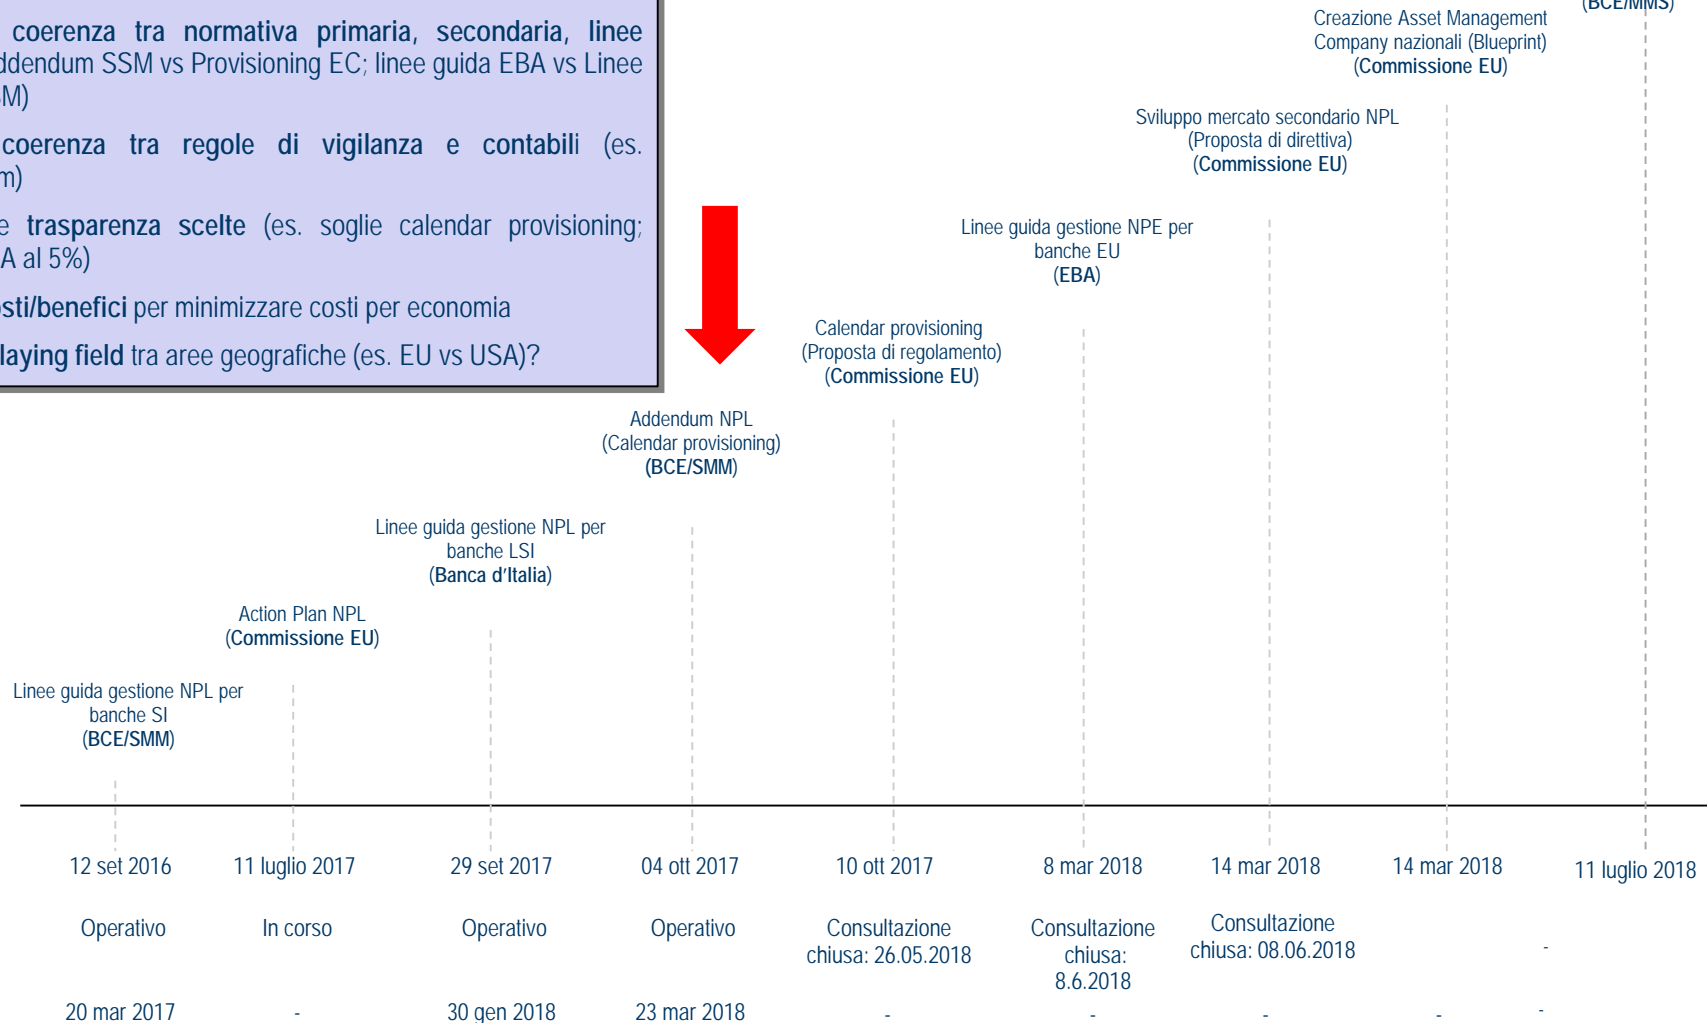 coerenza tra normativa primaria, secondaria, linee
Addendum SSM vs Provisioning EC; linee guida EBA vs Linee
coerenza tra regole di vigilanza e contabili (es.
e trasparenza scelte (es. soglie calendar provisioning;
al 5%)
costi/benefici per minimizzare costi per economia
playing field tra aree geografiche (es. EU vs USA)?
(BCE/MMS)
Creazione Asset Management
Company nazionali (Blueprint)
(Commissione EU)
Sviluppo mercato secondario NPL
(Proposta di direttiva)
(Commissione EU)
Linee guida gestione NPE per
banche EU
(EBA)
Calendar provisioning
(Proposta di regolamento)
(Commissione EU)
Addendum NPL
(Calendar provisioning)
(BCE/SMM)
Linee guida gestione NPL per
banche LSI
(Banca d'Italia)
Action Plan NPL
(Commissione EU)
Linee guida gestione NPL per
banche SI
(BCE/SMM)
12 set 2016 11 luglio 2017 29 set 2017 04 ott 2017 10 ott 2017 8 mar 2018 14 mar 2018 14 mar 2018 11 luglio 2018
Operativo In corso Operativo Operativo
Consultazione
chiusa: 26.05.2018
Consultazione
chiusa:
8.6.2018
Consultazione
chiusa: 08.06.2018
-
20 mar 2017 - 30 gen 2018 23 mar 2018 - - - - -